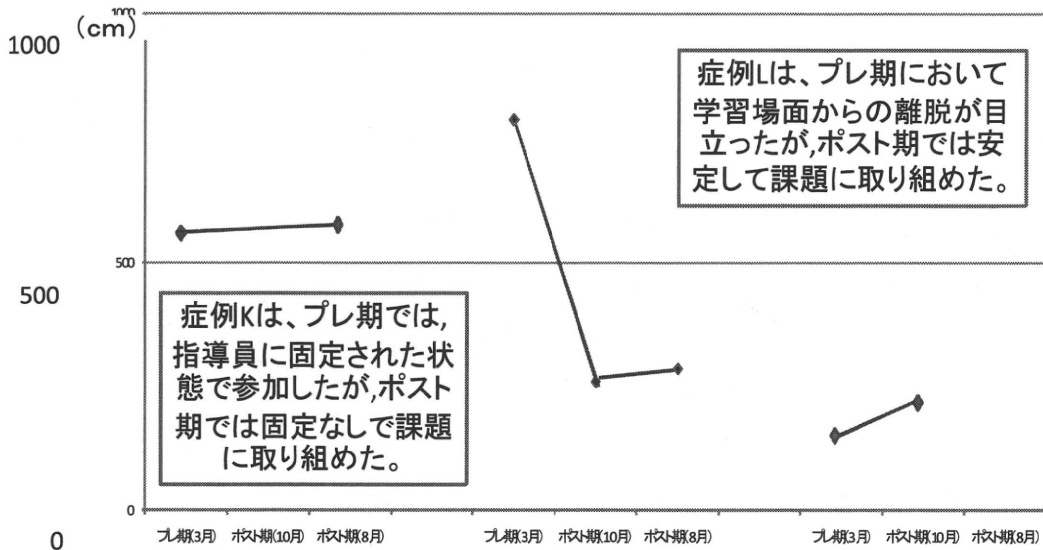 1000
(cm)
1000
症例Lは、プレ期において
学習場面からの離脱が目
立ったが,ポスト期では安
定して課題に取り組めた。
500
500
症例Kは、プレ期では,
指導員に固定された状
態で参加したが,ポスト
期では固定なしで課題
に取り組めた。
0
0
プレ期(3月) ポスト期(10月) ポスト期(8月) プレ期(3月) ポスト期(10月) ポスト期(8月) プレ期(3月) ポスト期(10月) ポスト期(8月)